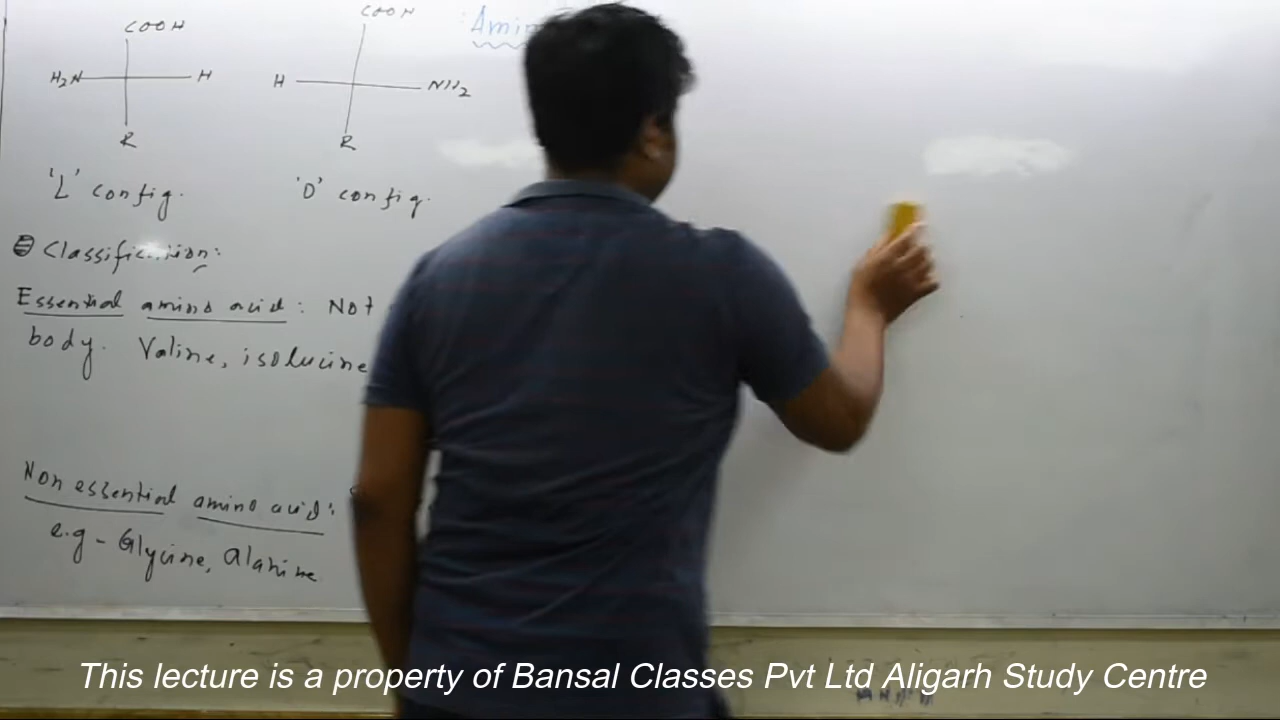 COOH
COOH
Amin
H2N
H
H
NH2
R
R
'L' config.
'D' config.
Classification:
Essential amino acid: Not
body. Valine, isolucine
Non essential amino acid:
e.g - Glycine, Alanine
This lecture is a property of Bansal Classes Pvt Ltd Aligarh Study Centre